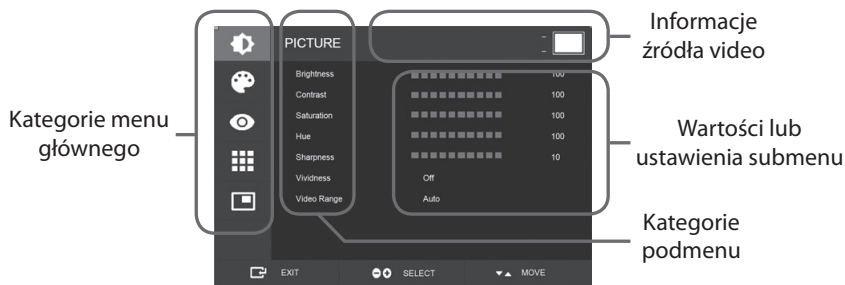 Informacje
źródła video
PICTURE
Brightness 100
Contrast 100
Saturation 100
Hue 100
Sharpness 10
Vividness Off
Video Range Auto
Kategorie menu
głównego
Wartości lub
ustawienia submenu
Kategorie
podmenu
EXIT SELECT MOVE